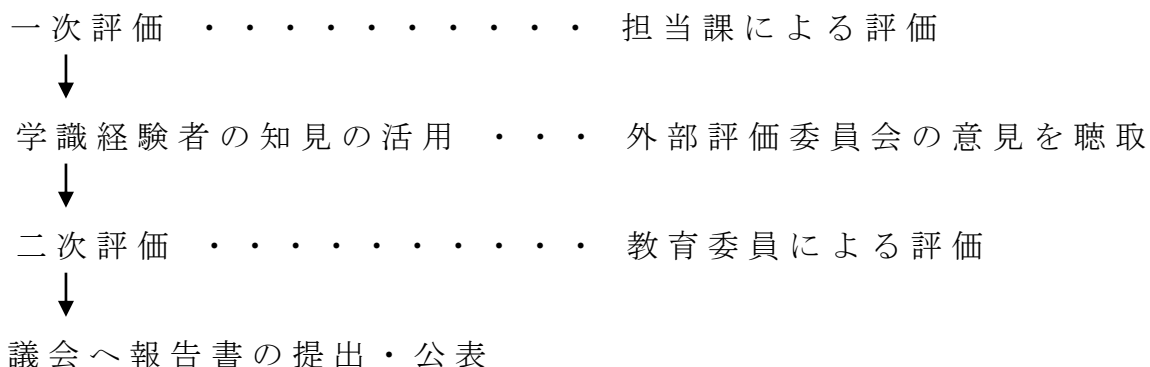 一次評価 ・・・・・・・・・・ 担当課による評価
↓
学識経験者の知見の活用 ・・・ 外部評価委員会の意見を聴取
↓
二次評価 ・・・・・・・・・・ 教育委員による評価
↓
議会へ報告書の提出・公表